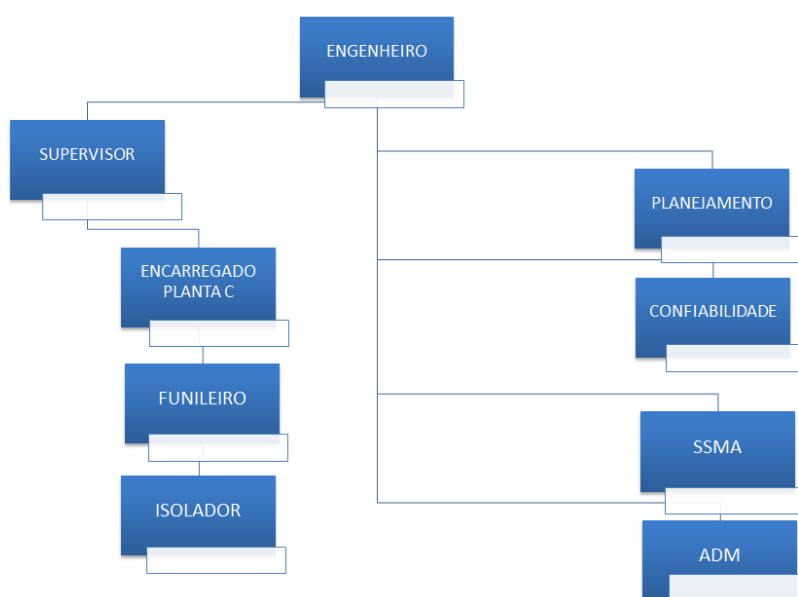 ENGENHEIRO
SUPERVISOR
ENCARREGADO
PLANTA C
FUNILEIRO
ISOLADOR
PLANEJAMENTO
CONFIABILIDADE
SSMA
ADM